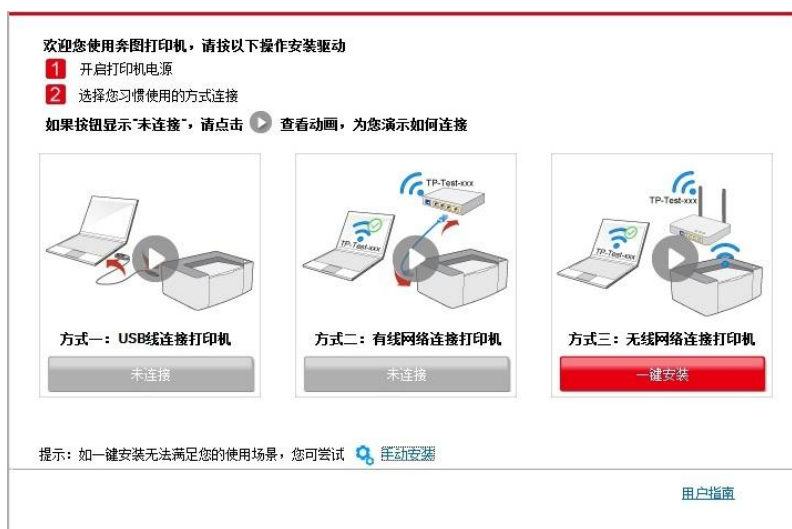 欢迎您使用奔图打印机，请按以下操作安装驱动
1 开启打印机电源
2 选择您习惯使用的方式连接
如果按钮显示"未连接"，请点击 查看动画，为您演示如何连接
TP-Test-xxx
TP-Test-xxx
TP-Test-xxx
TP-Test-xxx
方式一：USB线连接打印机
方式二：有线网络连接打印机
方式三：无线网络连接打印机
未连接
未连接
一键安装
提示：如一键安装无法满足您的使用场景，您可尝试 手动安装
用户指南